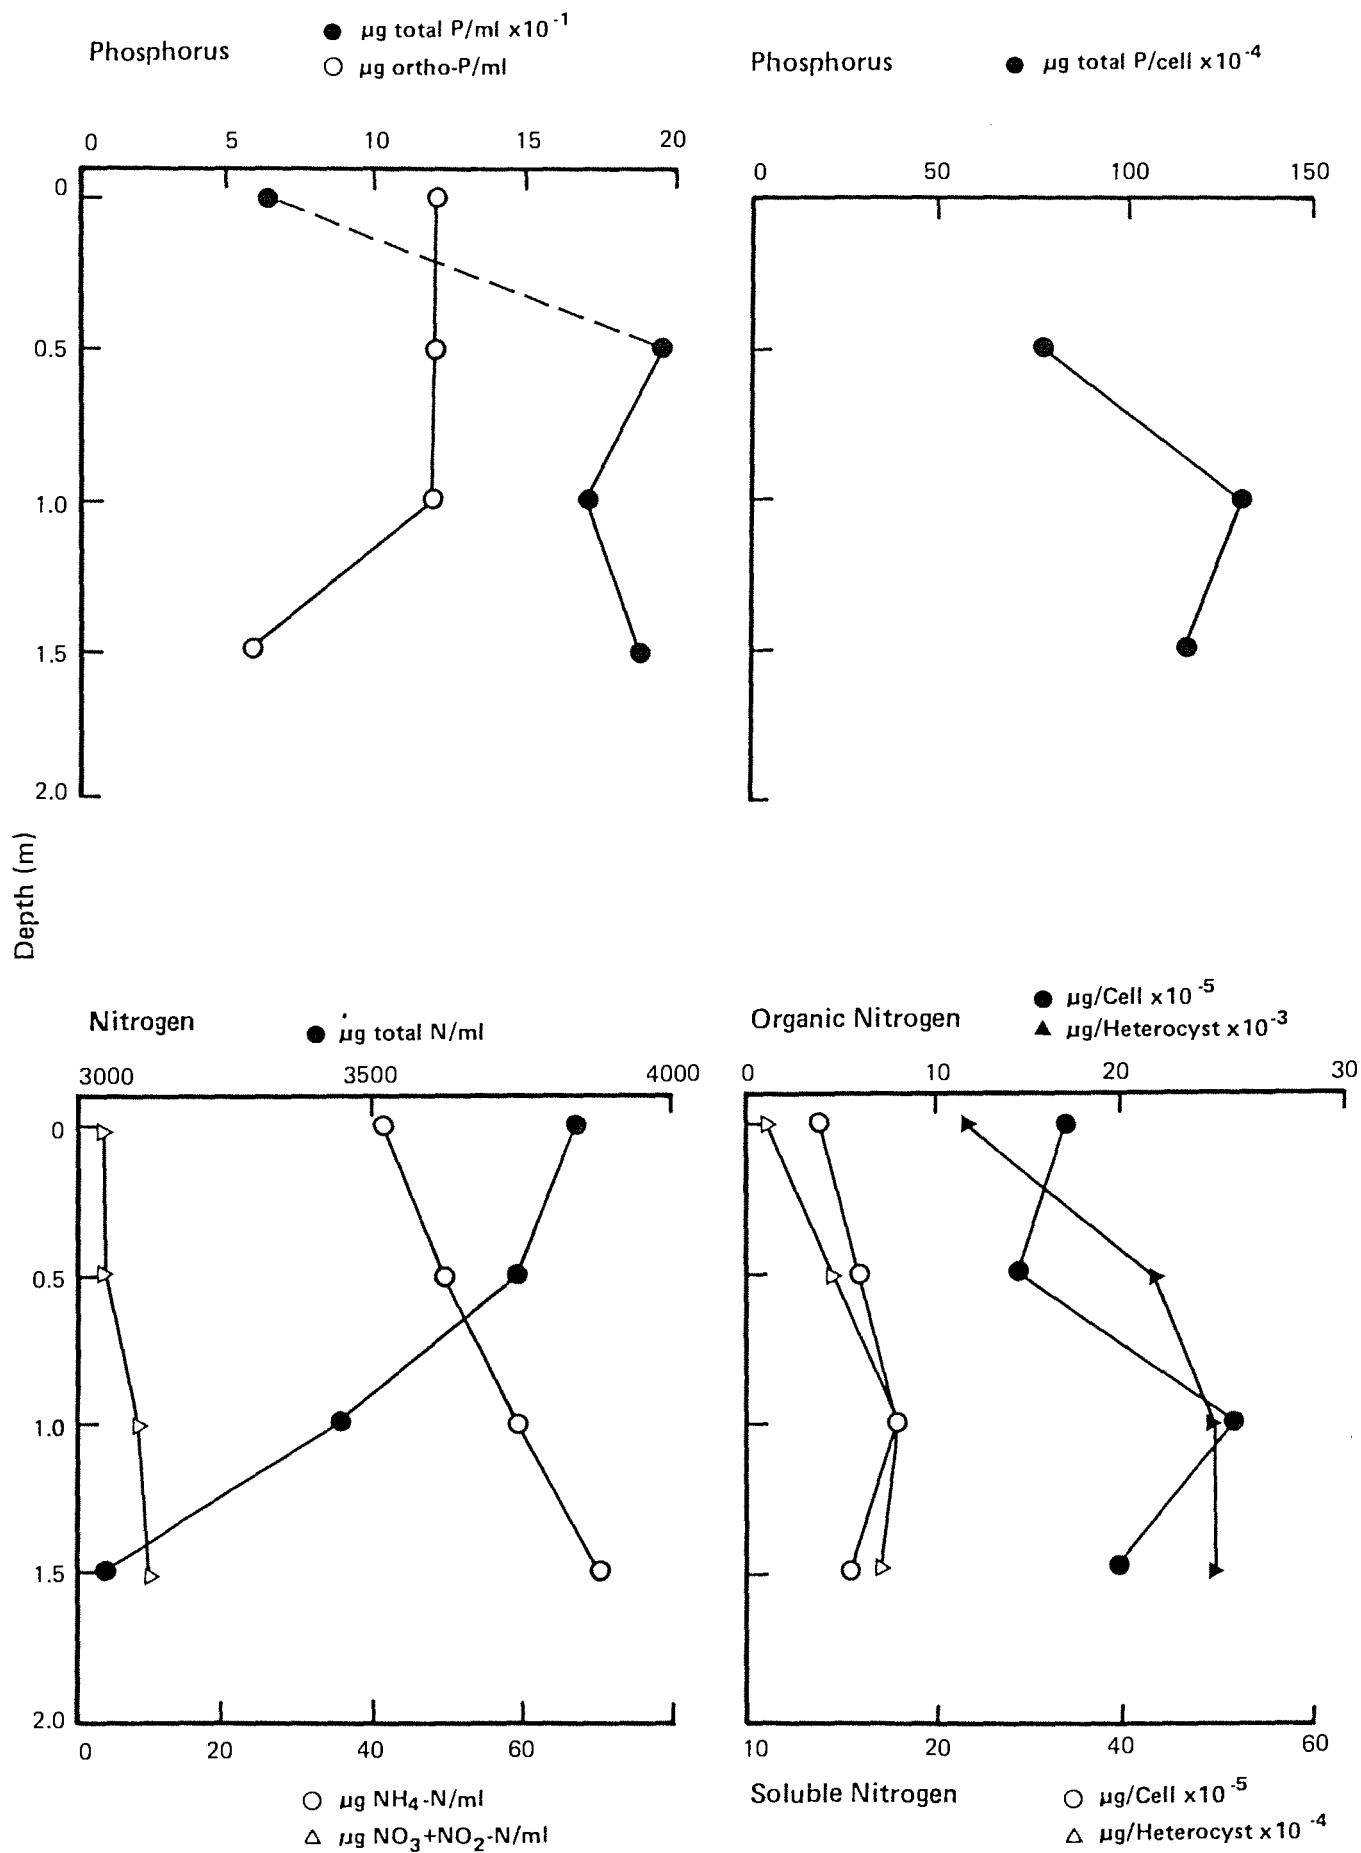 Phosphorus
● µg total P/ml x10⁻¹
○ µg ortho-P/ml
0 5 10 15 20
0
0.5
1.0
1.5
2.0
Phosphorus
● µg total P/cell x10⁻⁴
0 50 100 150
Depth (m)
Nitrogen
● µg total N/ml
3000 3500 4000
0
0.5
1.0
1.5
2.0
0 20 40 60
○ µg NH₄-N/ml
△ µg NO₃+NO₂-N/ml
Organic Nitrogen
● µg/Cell x10⁻⁵
▲ µg/Heterocyst x10⁻³
0 10 20 30
10 20 40 60
Soluble Nitrogen
○ µg/Cell x10⁻⁵
△ µg/Heterocyst x10⁻⁴